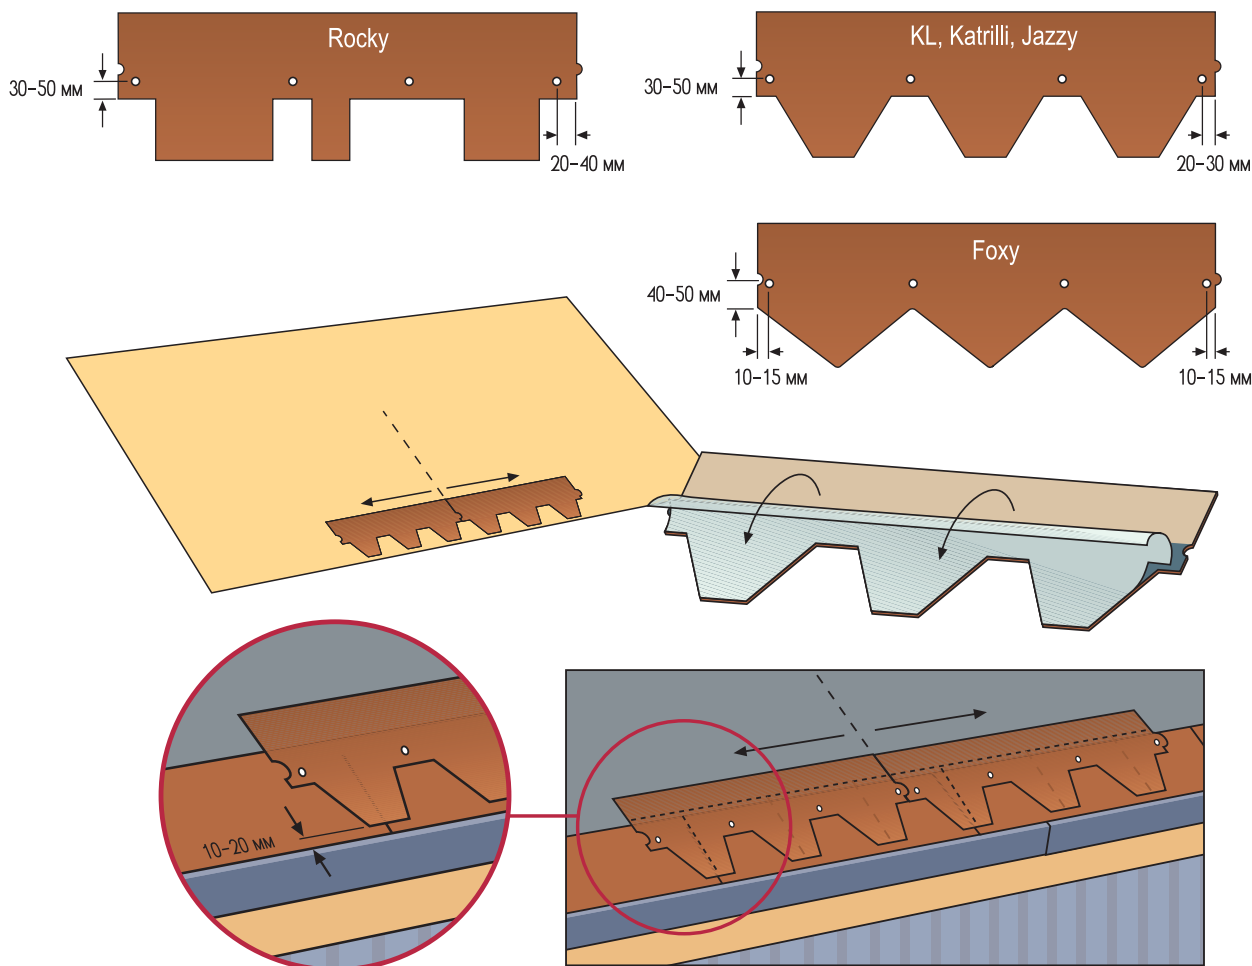 Rocky
30–50 мм
20–40 мм
KL, Katrilli, Jazzy
30–50 мм
20–30 мм
Foxy
40–50 мм
10–15 мм
10–15 мм
10–20 мм